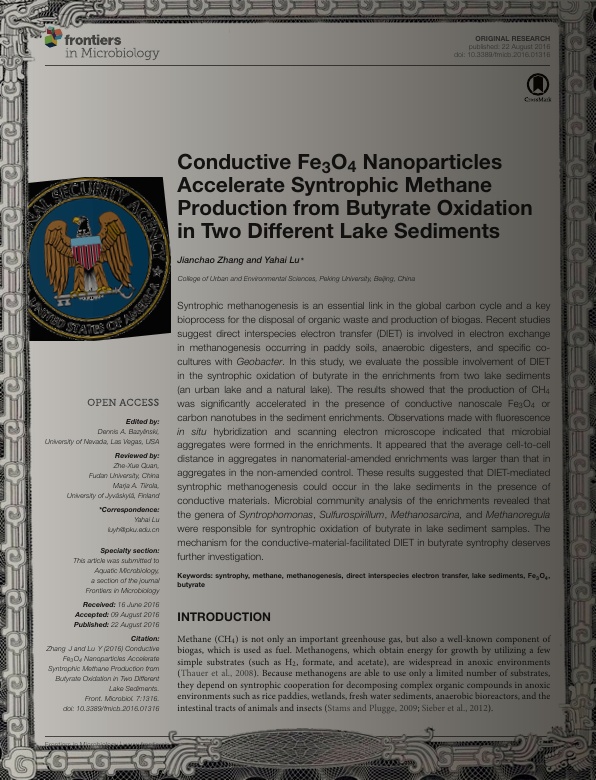 frontiers
in Microbiology
ORIGINAL RESEARCH
published: 22 August 2016
doi: 10.3389/fmicb.2016.01316
CrossMark
Conductive Fe3O4 Nanoparticles
Accelerate Syntrophic Methane
Production from Butyrate Oxidation
in Two Different Lake Sediments
Jianchao Zhang and Yahai Lu*
College of Urban and Environmental Sciences, Peking University, Beijing, China
Syntrophic methanogenesis is an essential link in the global carbon cycle and a key
bioprocess for the disposal of organic waste and production of biogas. Recent studies
suggest direct interspecies electron transfer (DIET) is involved in electron exchange
in methanogenesis occurring in paddy soils, anaerobic digesters, and specific co-
cultures with Geobacter. In this study, we evaluate the possible involvement of DIET
in the syntrophic oxidation of butyrate in the enrichments from two lake sediments
(an urban lake and a natural lake). The results showed that the production of CH4
was significantly accelerated in the presence of conductive nanoscale Fe3O4 or
carbon nanotubes in the sediment enrichments. Observations made with fluorescence
in situ hybridization and scanning electron microscope indicated that microbial
aggregates were formed in the enrichments. It appeared that the average cell-to-cell
distance in aggregates in nanomaterial-amended enrichments was larger than that in
aggregates in the non-amended control. These results suggested that DIET-mediated
syntrophic methanogenesis could occur in the lake sediments in the presence of
conductive materials. Microbial community analysis of the enrichments revealed that
the genera of Syntrophomonas, Sulfurospirillum, Methanosarcina, and Methanoregula
were responsible for syntrophic oxidation of butyrate in lake sediment samples. The
mechanism for the conductive-material-facilitated DIET in butyrate syntrophy deserves
further investigation.
Keywords: syntrophy, methane, methanogenesis, direct interspecies electron transfer, lake sediments, Fe3O4,
butyrate
INTRODUCTION
Methane (CH4) is not only an important greenhouse gas, but also a well-known component of
biogas, which is used as fuel. Methanogens, which obtain energy for growth by utilizing a few
simple substrates (such as H2, formate, and acetate), are widespread in anoxic environments
(Thauer et al., 2008). Because methanogens are able to use only a limited number of substrates,
they depend on syntrophic cooperation for decomposing complex organic compounds in anoxic
environments such as rice paddies, wetlands, fresh water sediments, anaerobic bioreactors, and the
intestinal tracts of animals and insects (Stams and Plugge, 2009; Sieber et al., 2012).
AL SECURITY AGENCY
UNITED STATES OF AMERICA
OPEN ACCESS
Edited by:
Dennis A. Bazylinski,
University of Nevada, Las Vegas, USA
Reviewed by:
Zhe-Xue Quan,
Fudan University, China
Marja A. Tiirola,
University of Jyväskylä, Finland
*Correspondence:
Yahai Lu
luyh@pku.edu.cn
Specialty section:
This article was submitted to
Aquatic Microbiology,
a section of the journal
Frontiers in Microbiology
Received: 16 June 2016
Accepted: 09 August 2016
Published: 22 August 2016
Citation:
Zhang J and Lu Y (2016) Conductive
Fe3O4 Nanoparticles Accelerate
Syntrophic Methane Production from
Butyrate Oxidation in Two Different
Lake Sediments.
Front. Microbiol. 7:1316.
doi: 10.3389/fmicb.2016.01316
Frontiers in Microbiology